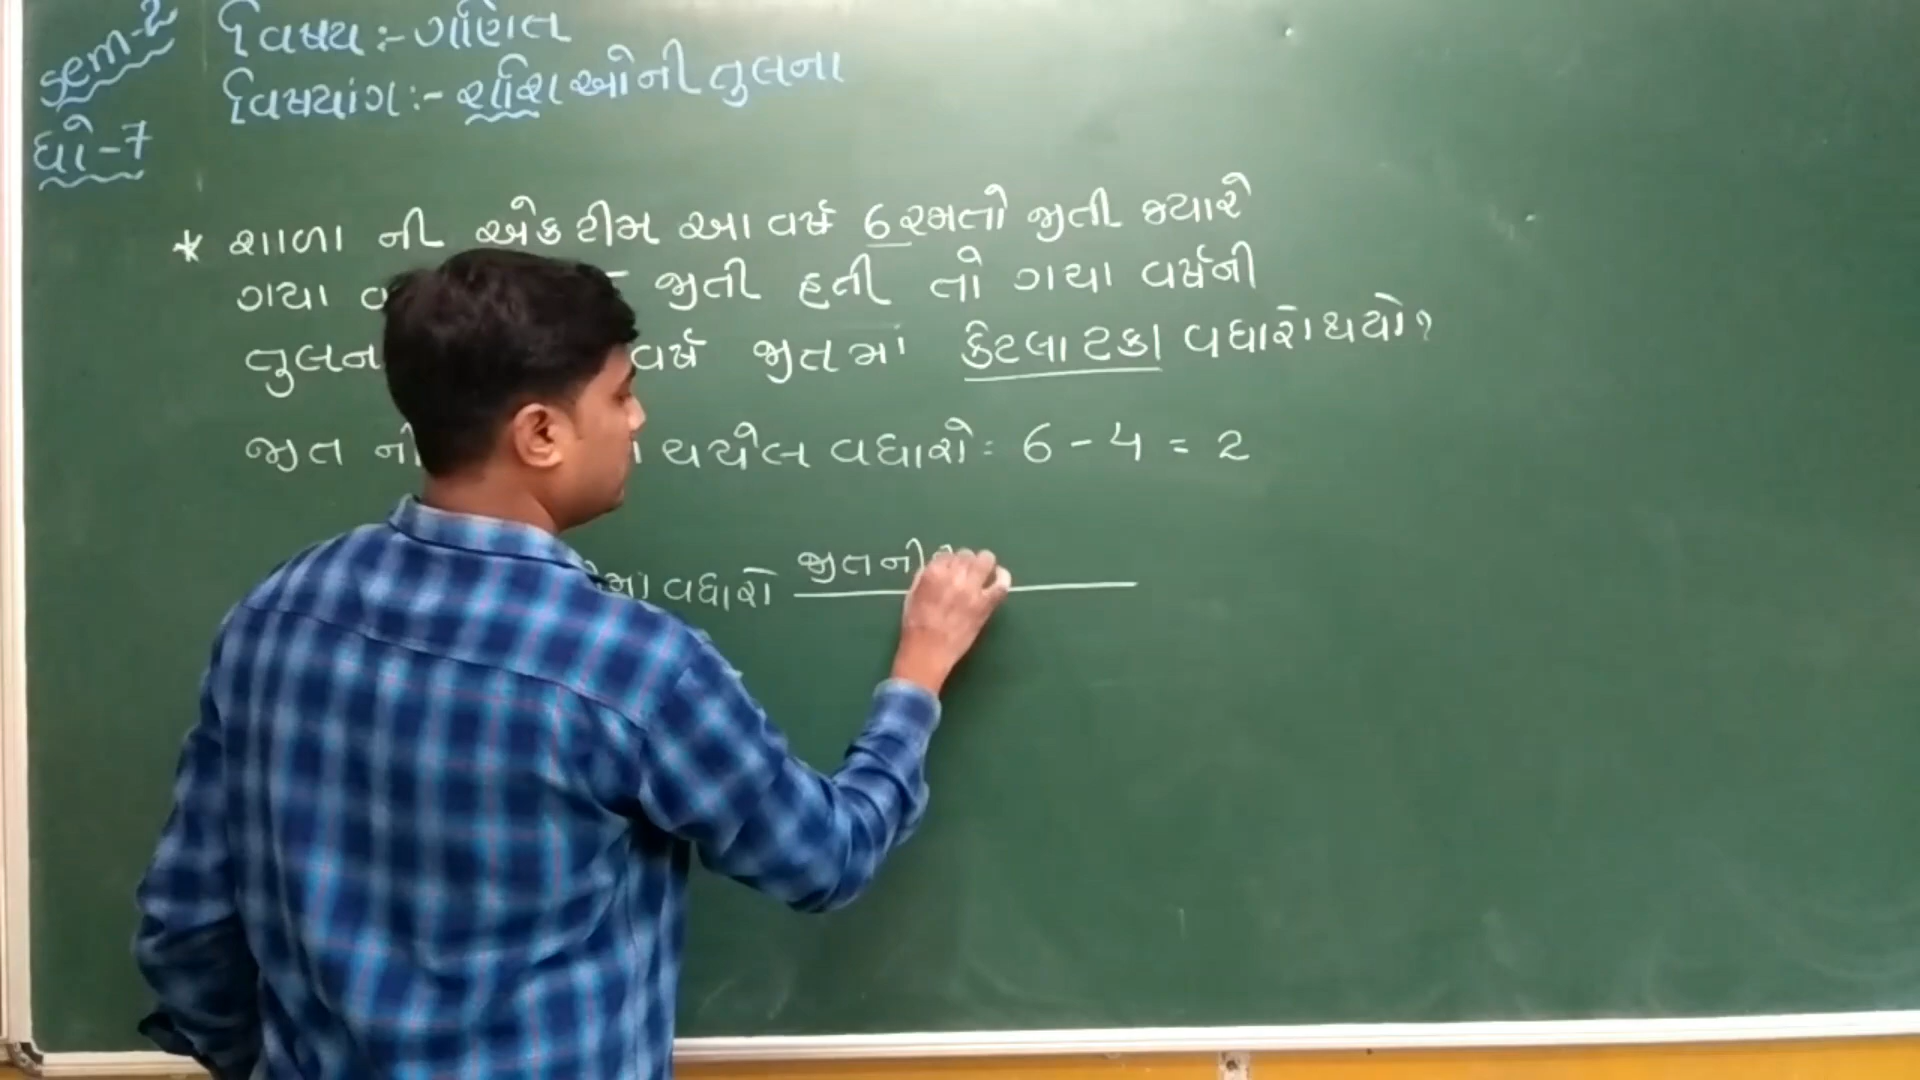 sem-2
ધો-7
વિષય :- ગણિત
વિષયાંગ :- રાશિઓની તુલના
* શાળા ની એક ટીમ આ વર્ષે 6 રમતો જીતી જ્યારે
ગયા જીતી હતી તો ગયા વર્ષની
વર્ષે જીતમાં કેટલા ટકા વધારો થયો?
જીત થયેલ વધારો = 6 - 4 = 2
વધારો જીતની